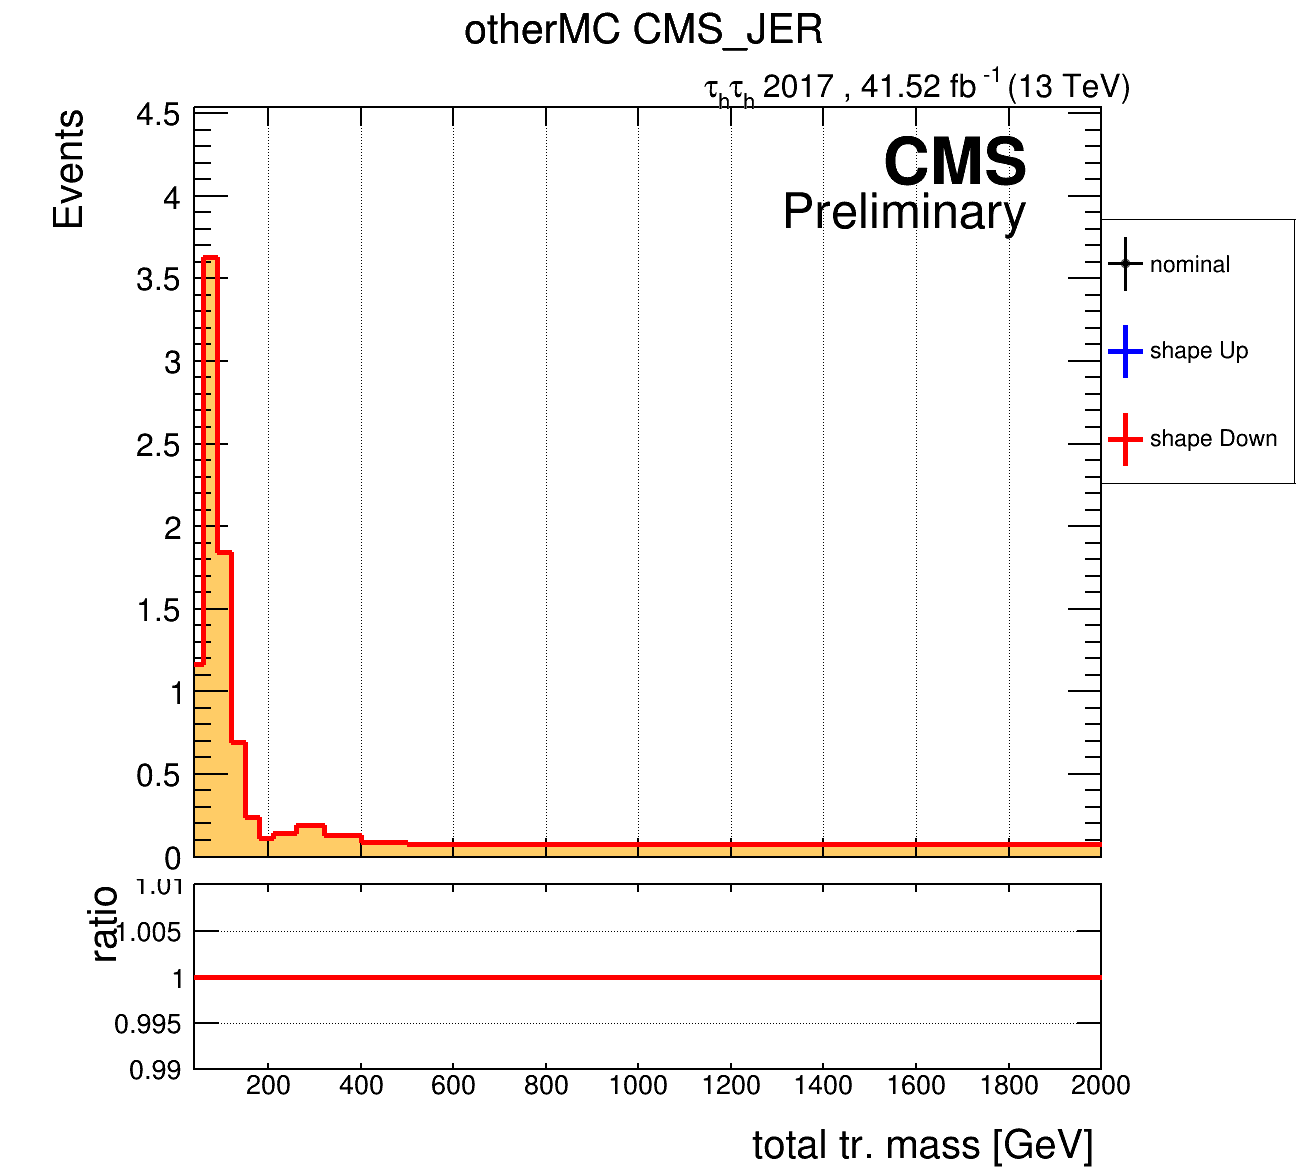 otherMC CMS_JER
τhτh 2017 , 41.52 fb -1 (13 TeV)
Events
4.5
4
3.5
3
2.5
2
1.5
1
0.5
0
CMS
Preliminary
nominal
shape Up
shape Down
ratio
1.01
1.005
1
0.995
0.99
200 400 600 800 1000 1200 1400 1600 1800 2000
total tr. mass [GeV]